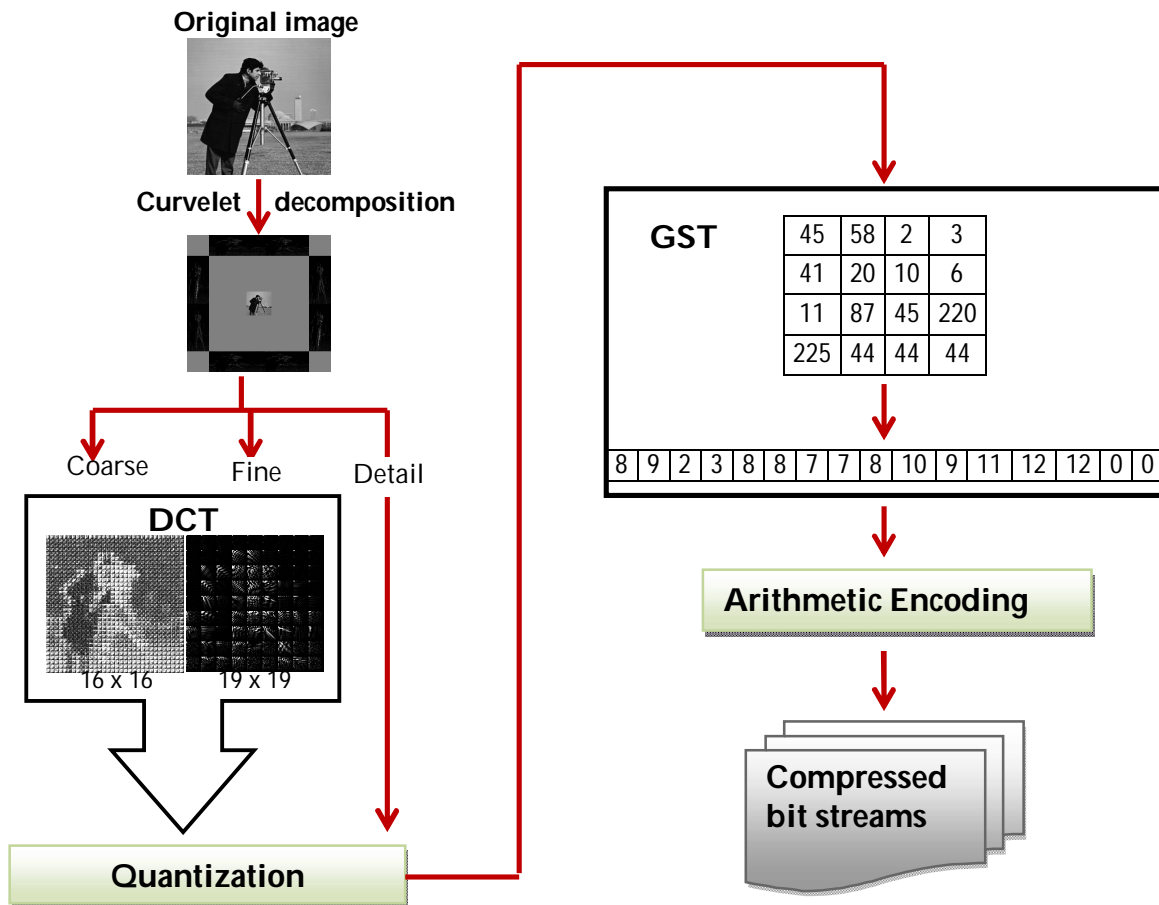 Original image
Curvelet decomposition
Coarse Fine Detail
DCT
16 x 16 19 x 19
Quantization
GST
45 58 2 3
41 20 10 6
11 87 45 220
225 44 44 44
8 9 2 3 8 8 7 7 8 10 9 11 12 12 0 0
Arithmetic Encoding
Compressed
bit streams